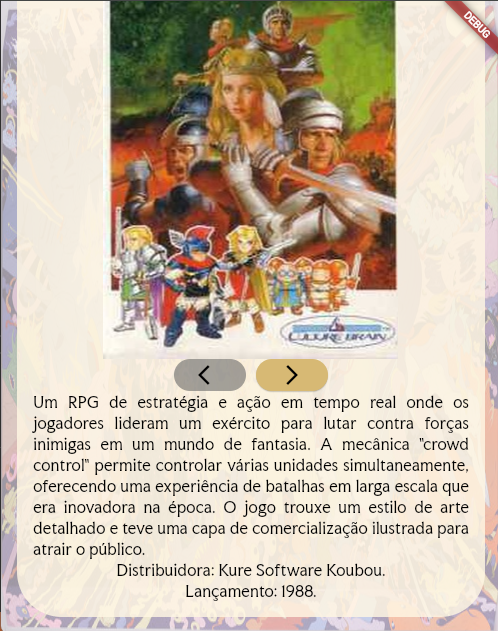 DEBUG
CULTURE BRAIN
Um RPG de estratégia e ação em tempo real onde os
jogadores lideram um exército para lutar contra forças
inimigas em um mundo de fantasia. A mecânica "crowd
control" permite controlar várias unidades simultaneamente,
oferecendo uma experiência de batalhas em larga escala que
era inovadora na época. O jogo trouxe um estilo de arte
detalhado e teve uma capa de comercialização ilustrada para
atrair o público.
Distribuidora: Kure Software Koubou.
Lançamento: 1988.